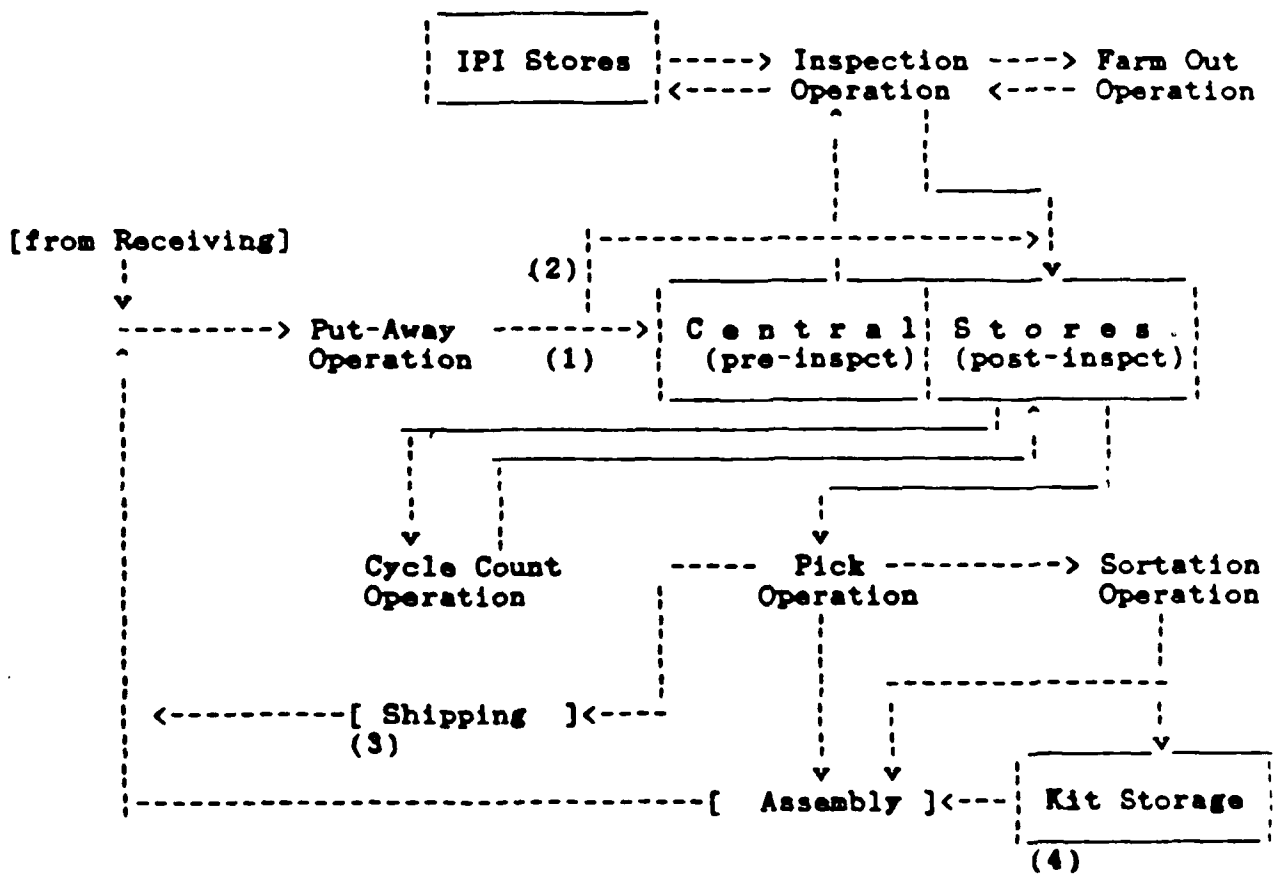 IPI Stores
Inspection
Operation
Farm Out
Operation
[from Receiving]
(2)
Put-Away
Operation
(1)
Central Stores
(pre-inspct) (post-inspct)
Cycle Count
Operation
Pick
Operation
Sortation
Operation
[ Shipping ]
(3)
[ Assembly ]
Kit Storage
(4)